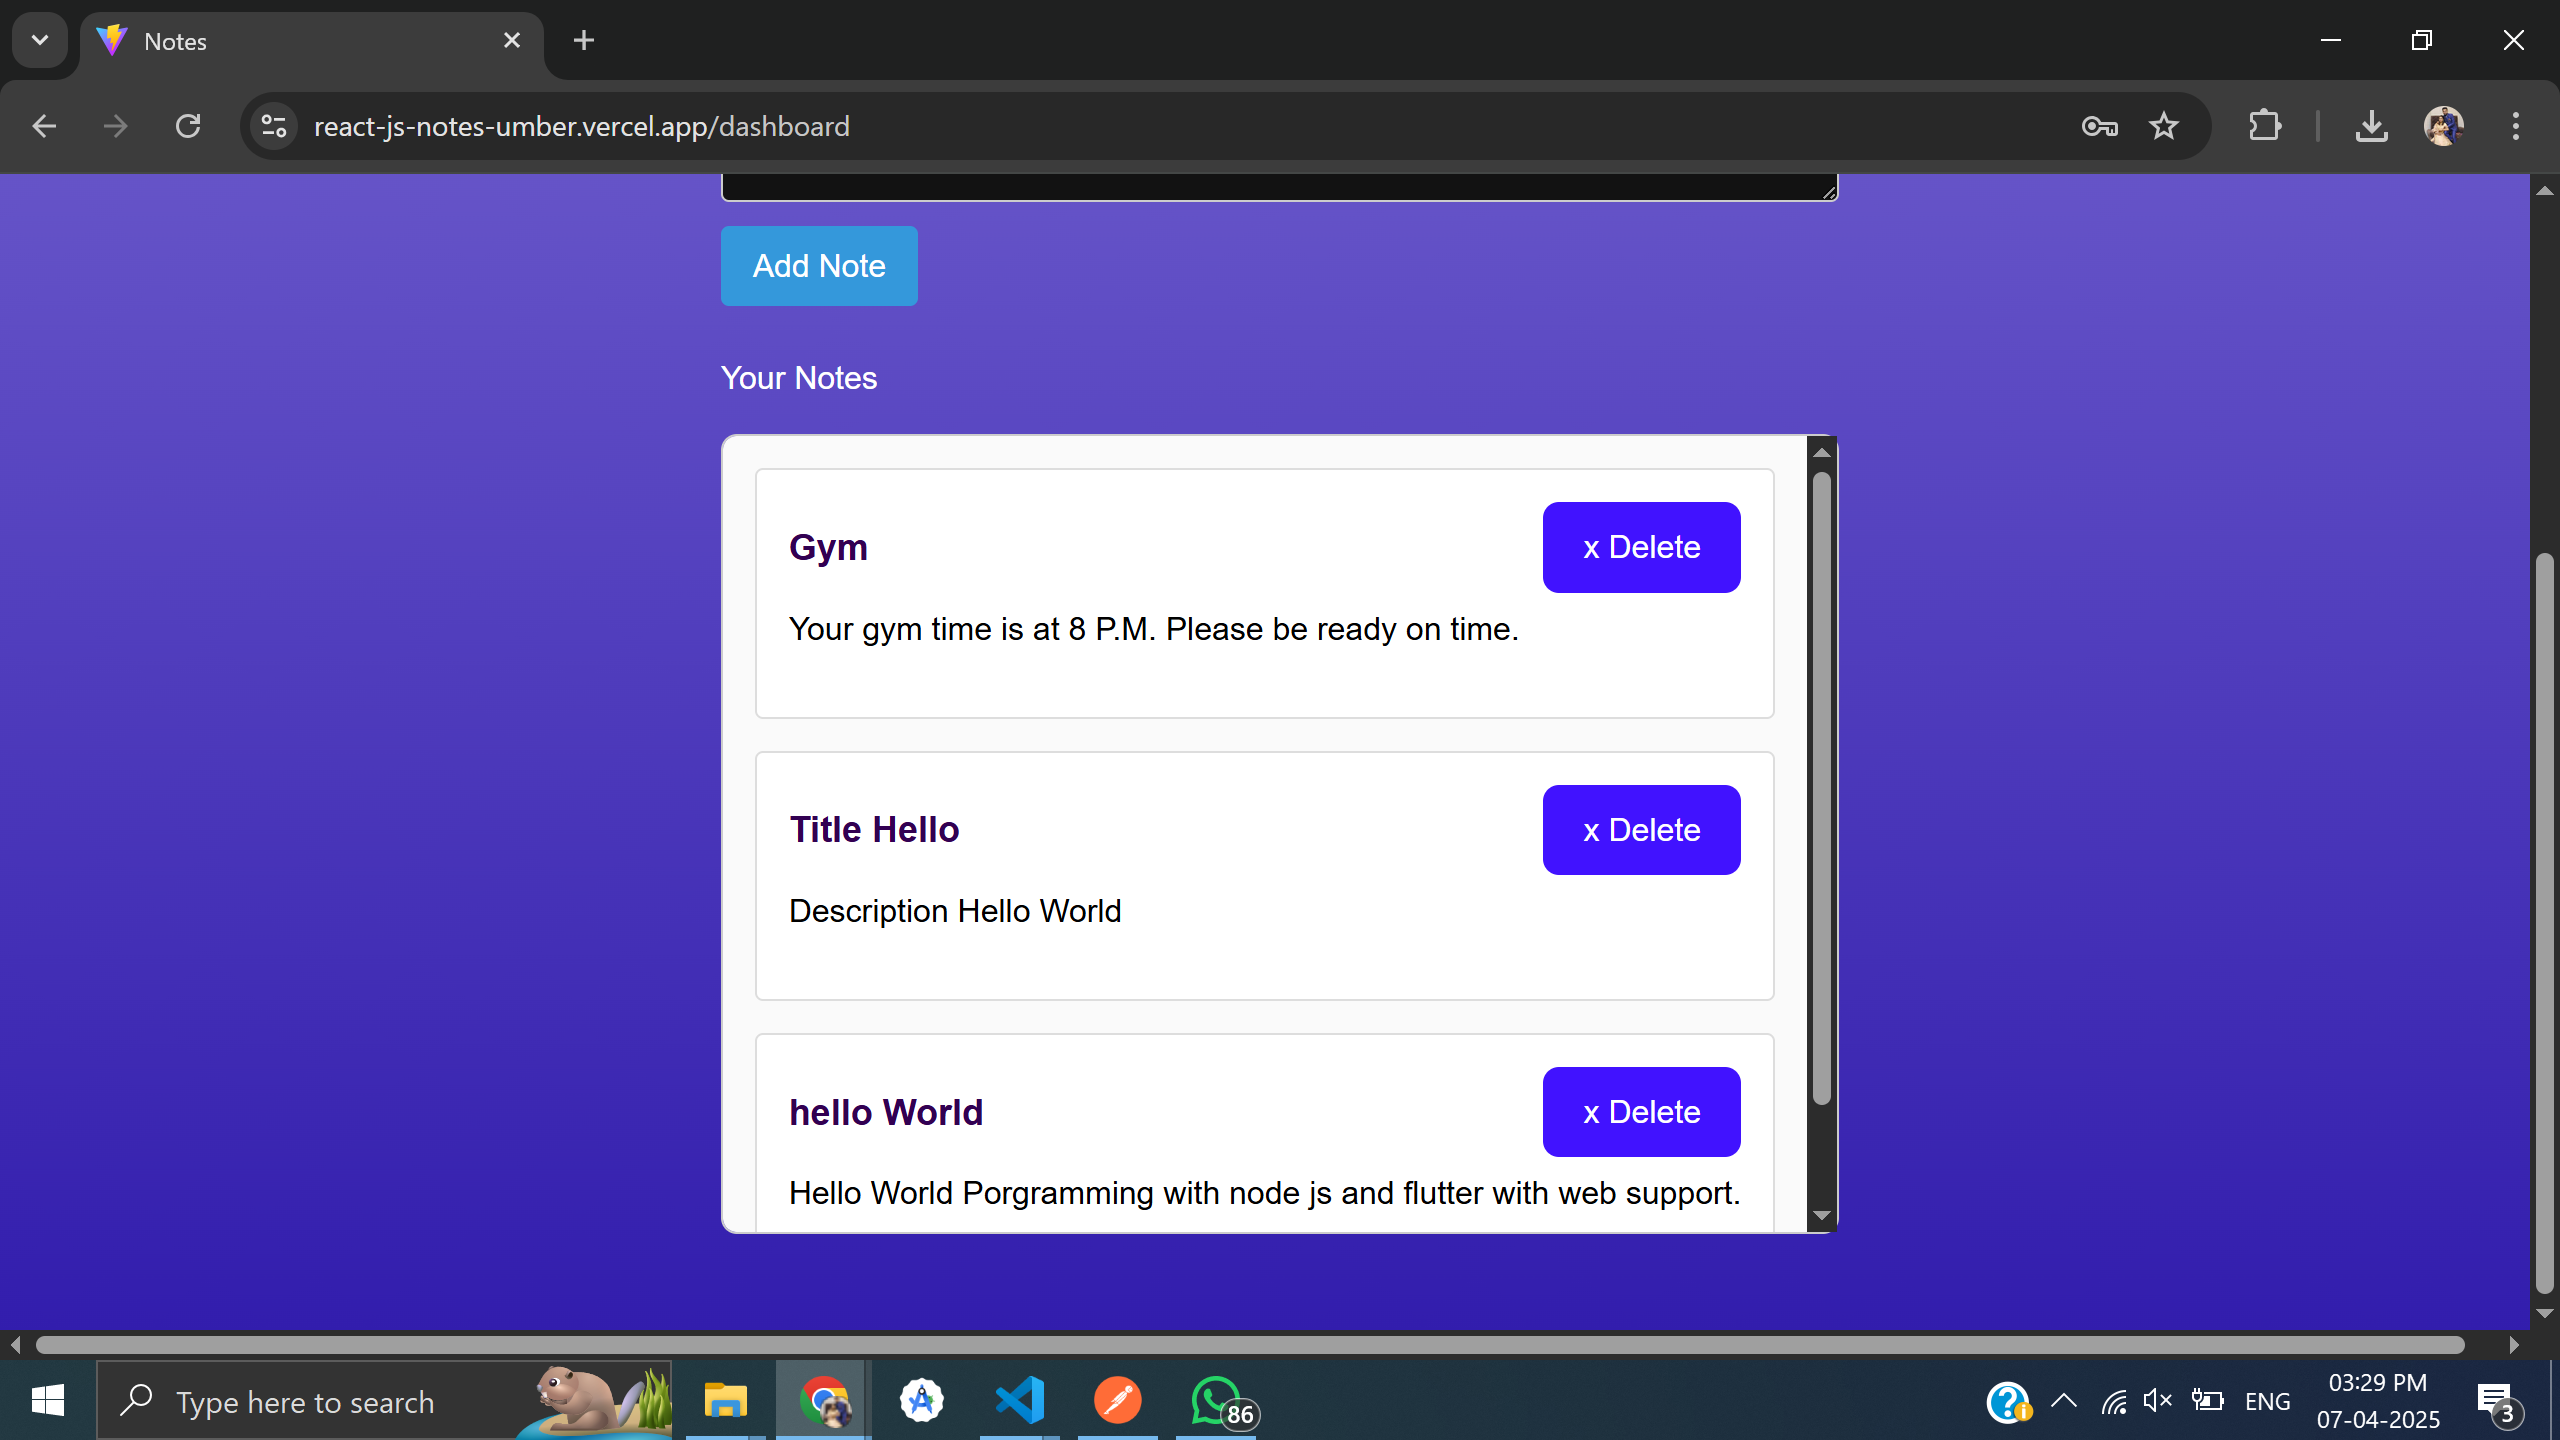 Notes
react-js-notes-umber.vercel.app/dashboard
Add Note
Your Notes
Gym
x Delete
Your gym time is at 8 P.M. Please be ready on time.
Title Hello
x Delete
Description Hello World
hello World
x Delete
Hello World Porgramming with node js and flutter with web support.
Type here to search
86
ENG
03:29 PM
07-04-2025
3